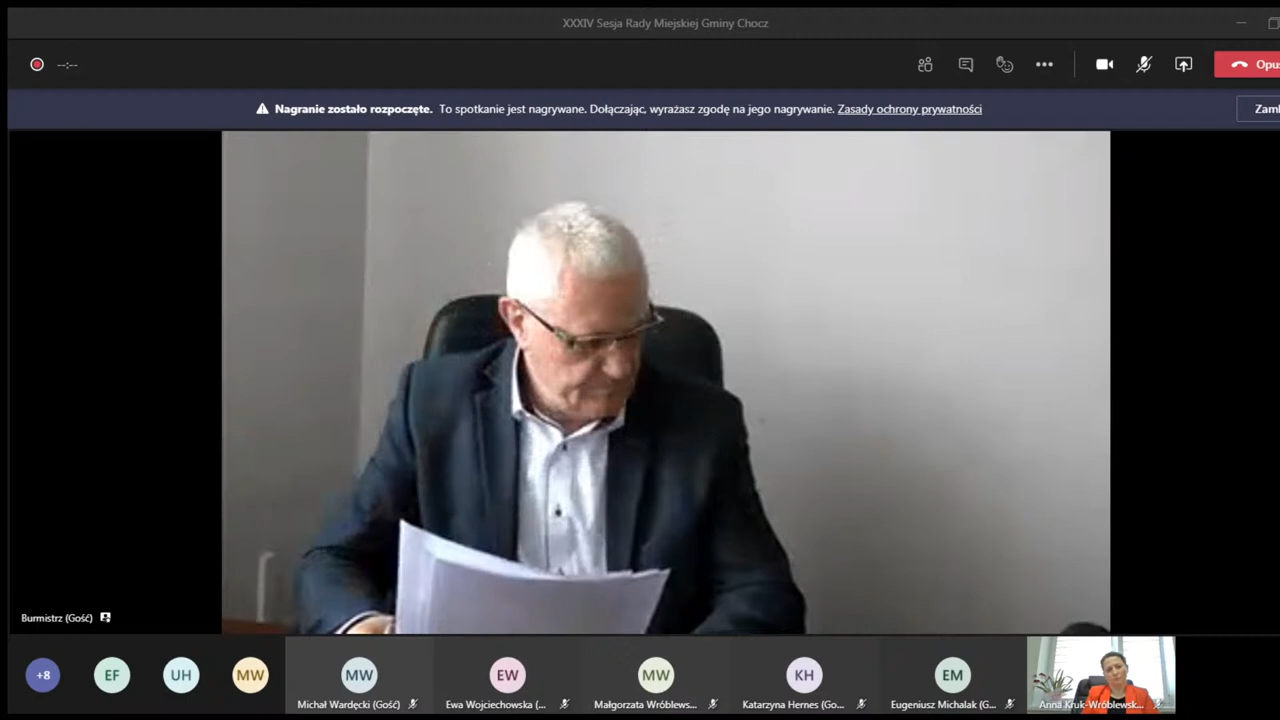 XXXIV Sesja Rady Miejskiej Gminy Chocz
--:--
Opu
Nagranie zostało rozpoczęte. To spotkanie jest nagrywane. Dołączając, wyrażasz zgodę na jego nagrywanie. Zasady ochrony prywatności
Zaml
Burmistrz (Gość)
+8 EF UH MW MW EW MW KH EM
Michał Wardęcki (Gość) Ewa Wojciechowska (... Małgorzata Wróblews... Katarzyna Hernes (Go... Eugeniusz Michalak (G... Anna Kruk-Wróblewsk...